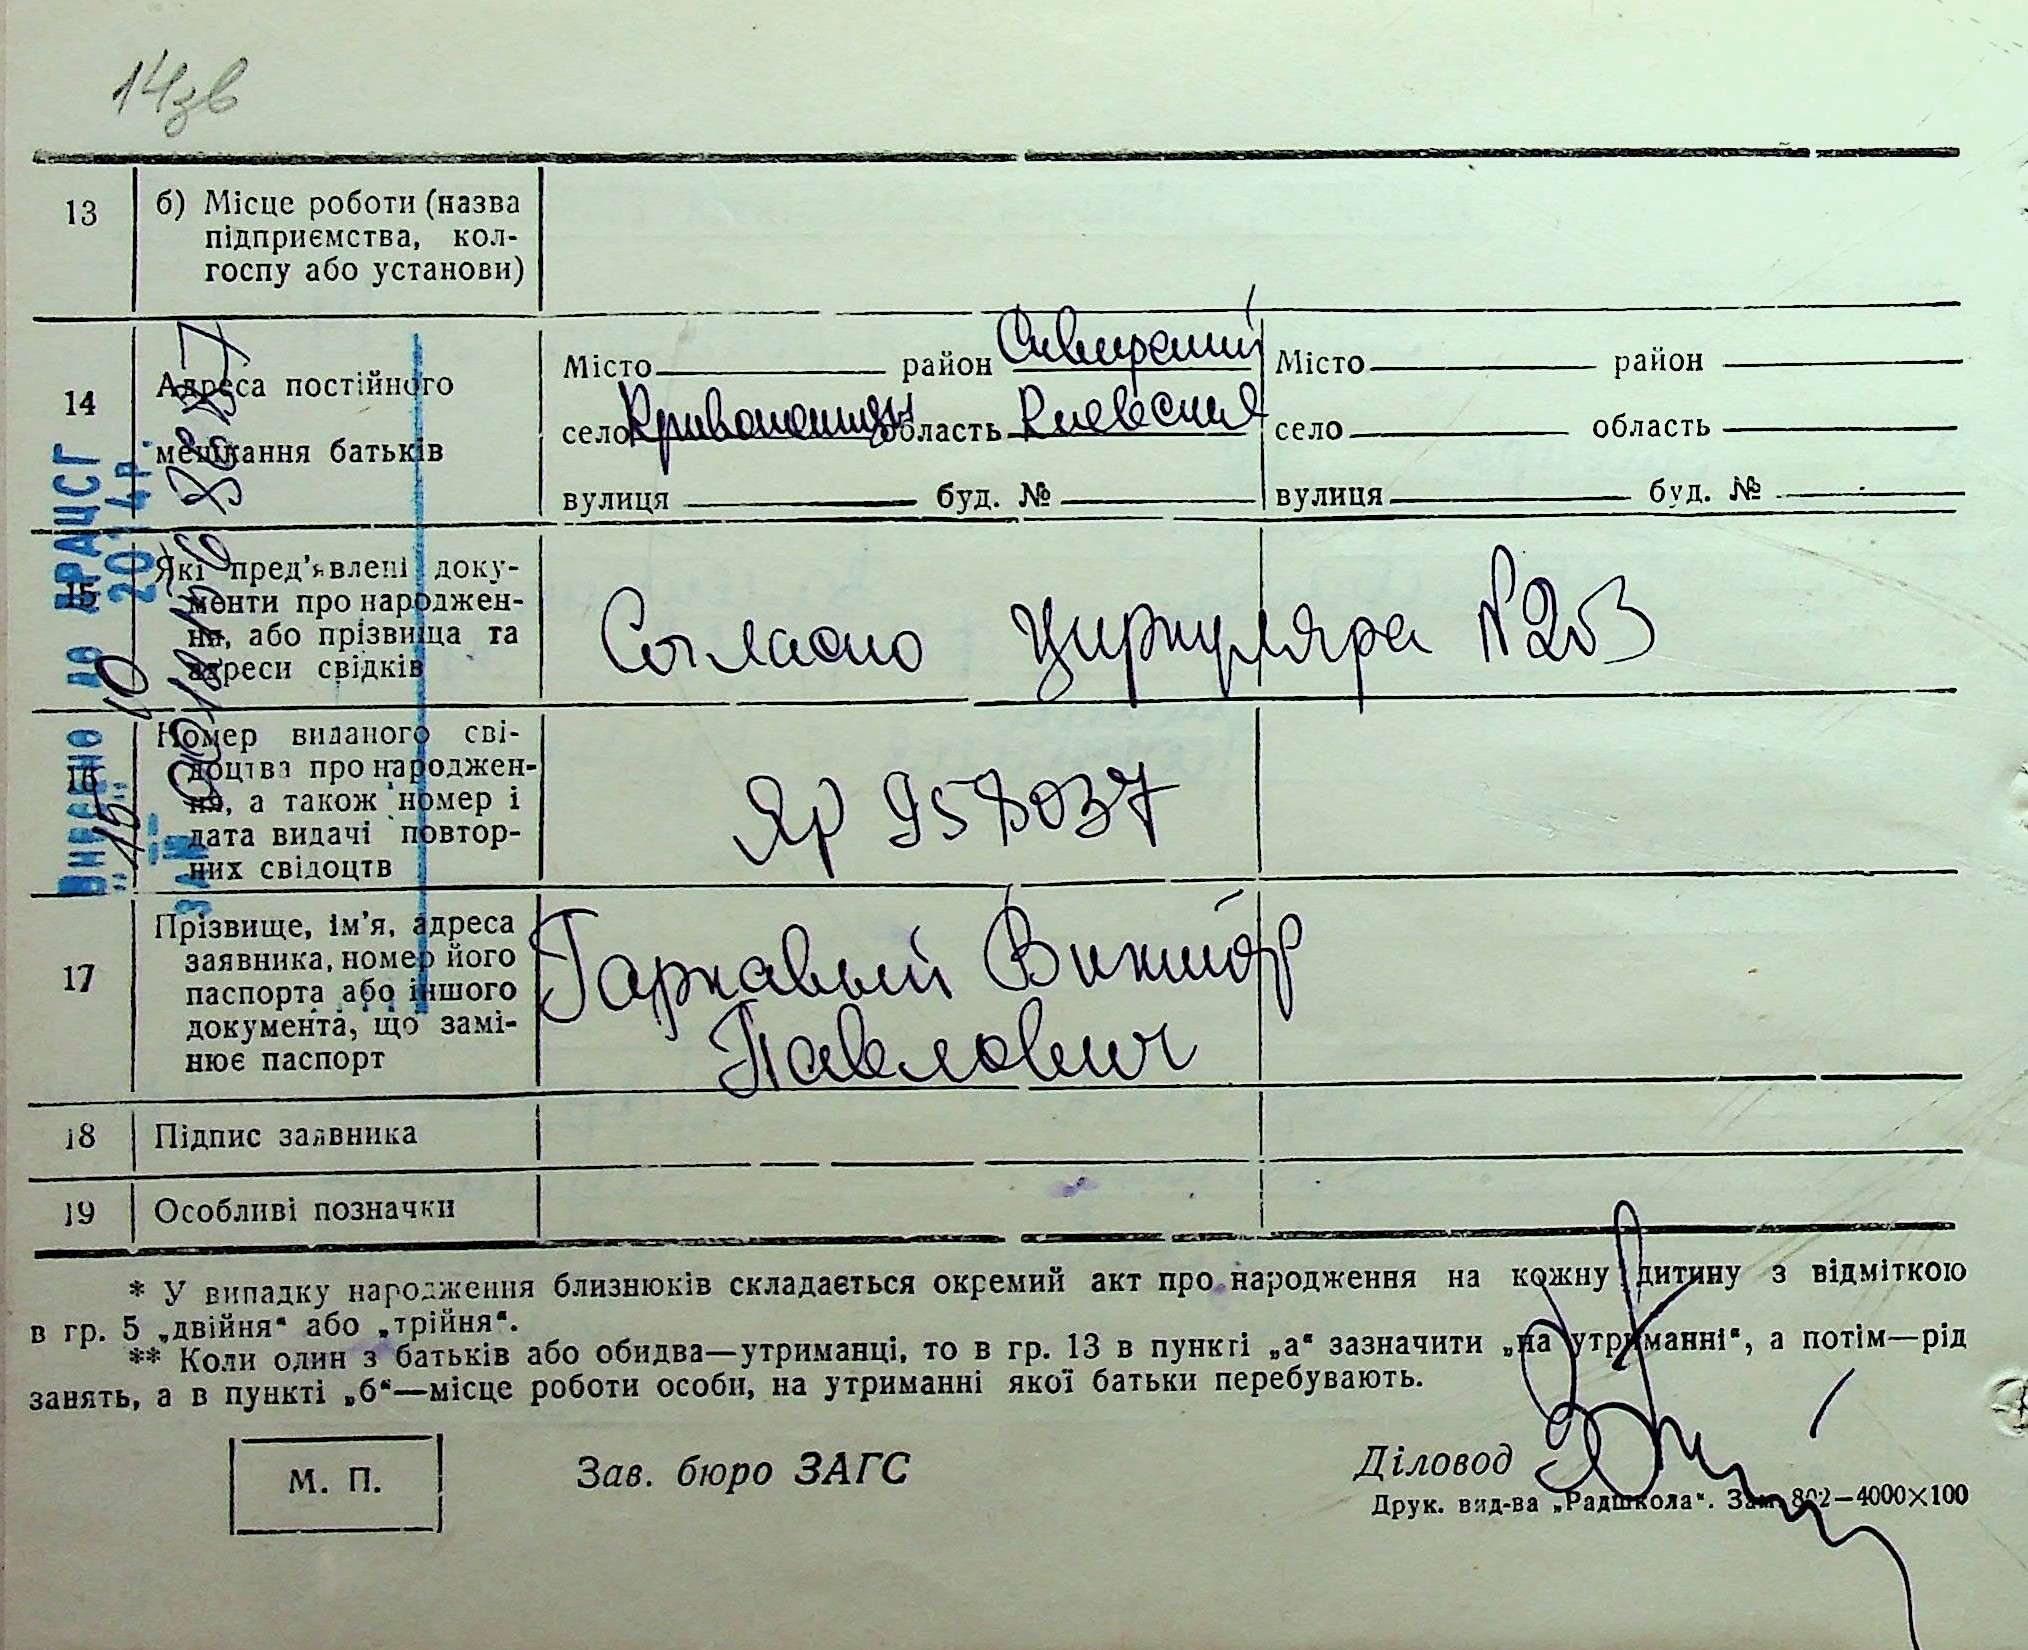 14зв
13 б) Місце роботи (назва
підприємства, кол-
госпу або установи)
14 Адреса постійного
мешкання батьків
Місто район Сквирский Місто район
село область Киевская село область
вулиця буд. № вулиця буд. №
15 Які пред'явлені доку-
менти про народжен-
ня, або прізвища та
адреси свідків
Согласно Циркуляра №203
16 Номер виданого сві-
доцтва про народжен-
ня, а також номер і
дата видачі повтор-
них свідоцтв
ЯР 958037
17 Прізвище, ім'я, адреса
заявника, номер його
паспорта або іншого
документа, що замі-
нює паспорт
Гаркавый Виктор
Павлович
18 Підпис заявника
19 Особливі позначки
* У випадку народження близнюків складається окремий акт про народження на кожну дитину з відміткою
в гр. 5 „двійня“ або „трійня“.
** Коли один з батьків або обидва—утриманці, то в гр. 13 в пункті „а“ зазначити „на утриманні“, а потім—рід
занять, а в пункті „б“—місце роботи особи, на утриманні якої батьки перебувають.
М. П.
Зав. бюро ЗАГС
Діловод
Друк. вид-ва „Радшкола“. Зам. 802—4000×100
ДРАЦСГ
2014р.